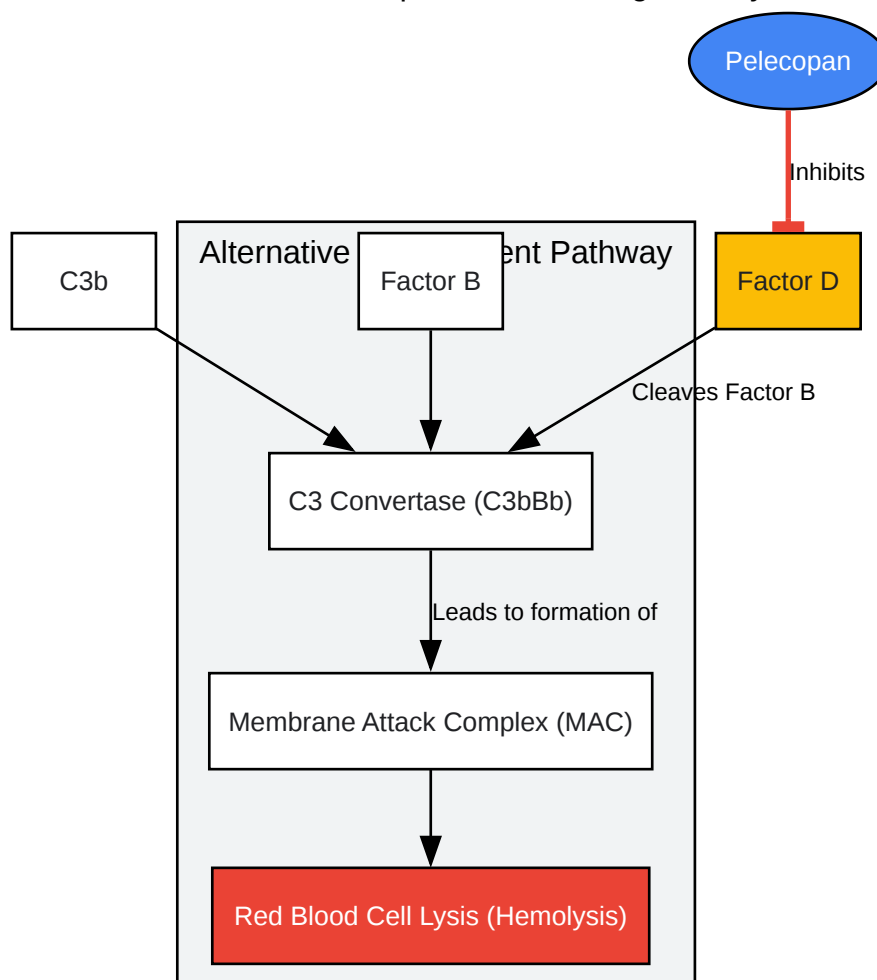 Pelecopan
Inhibits
Alternative ent Pathway
C3b
Factor B
Factor D
Cleaves Factor B
C3 Convertase (C3bBb)
Leads to formation of
Membrane Attack Complex (MAC)
Red Blood Cell Lysis (Hemolysis)